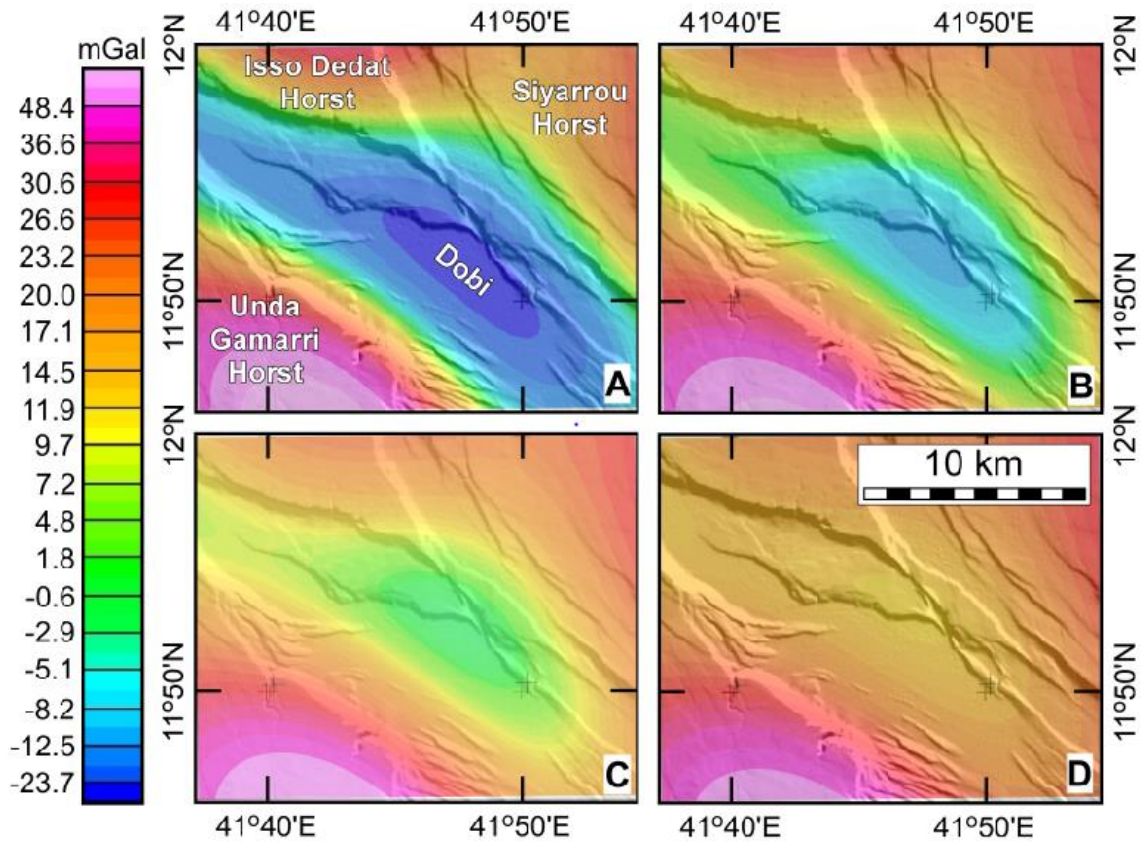 41°40'E 41°50'E 41°40'E 41°50'E
mGal
12°N
12°N
Isso Dedat
Horst
Siyarrou
Horst
48.4
36.6
30.6
26.6
23.2
20.0
17.1
14.5
11.9
9.7
7.2
4.8
1.8
-0.6
-2.9
-5.1
-8.2
-12.5
-23.7
Dobi
11°50'N
11°50'N
Unda
Gamarri
Horst
A
B
12°N
12°N
10 km
11°50'N
11°50'N
C
D
41°40'E 41°50'E 41°40'E 41°50'E